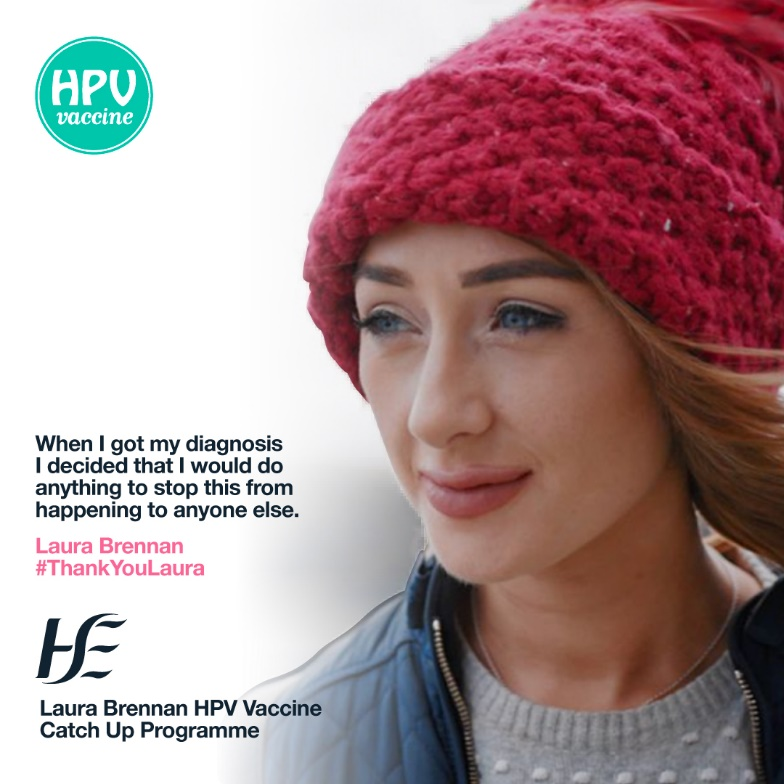 HPV
vaccine
When I got my diagnosis
I decided that I would do
anything to stop this from
happening to anyone else.
Laura Brennan
#ThankYouLaura
HSE
Laura Brennan HPV Vaccine
Catch Up Programme